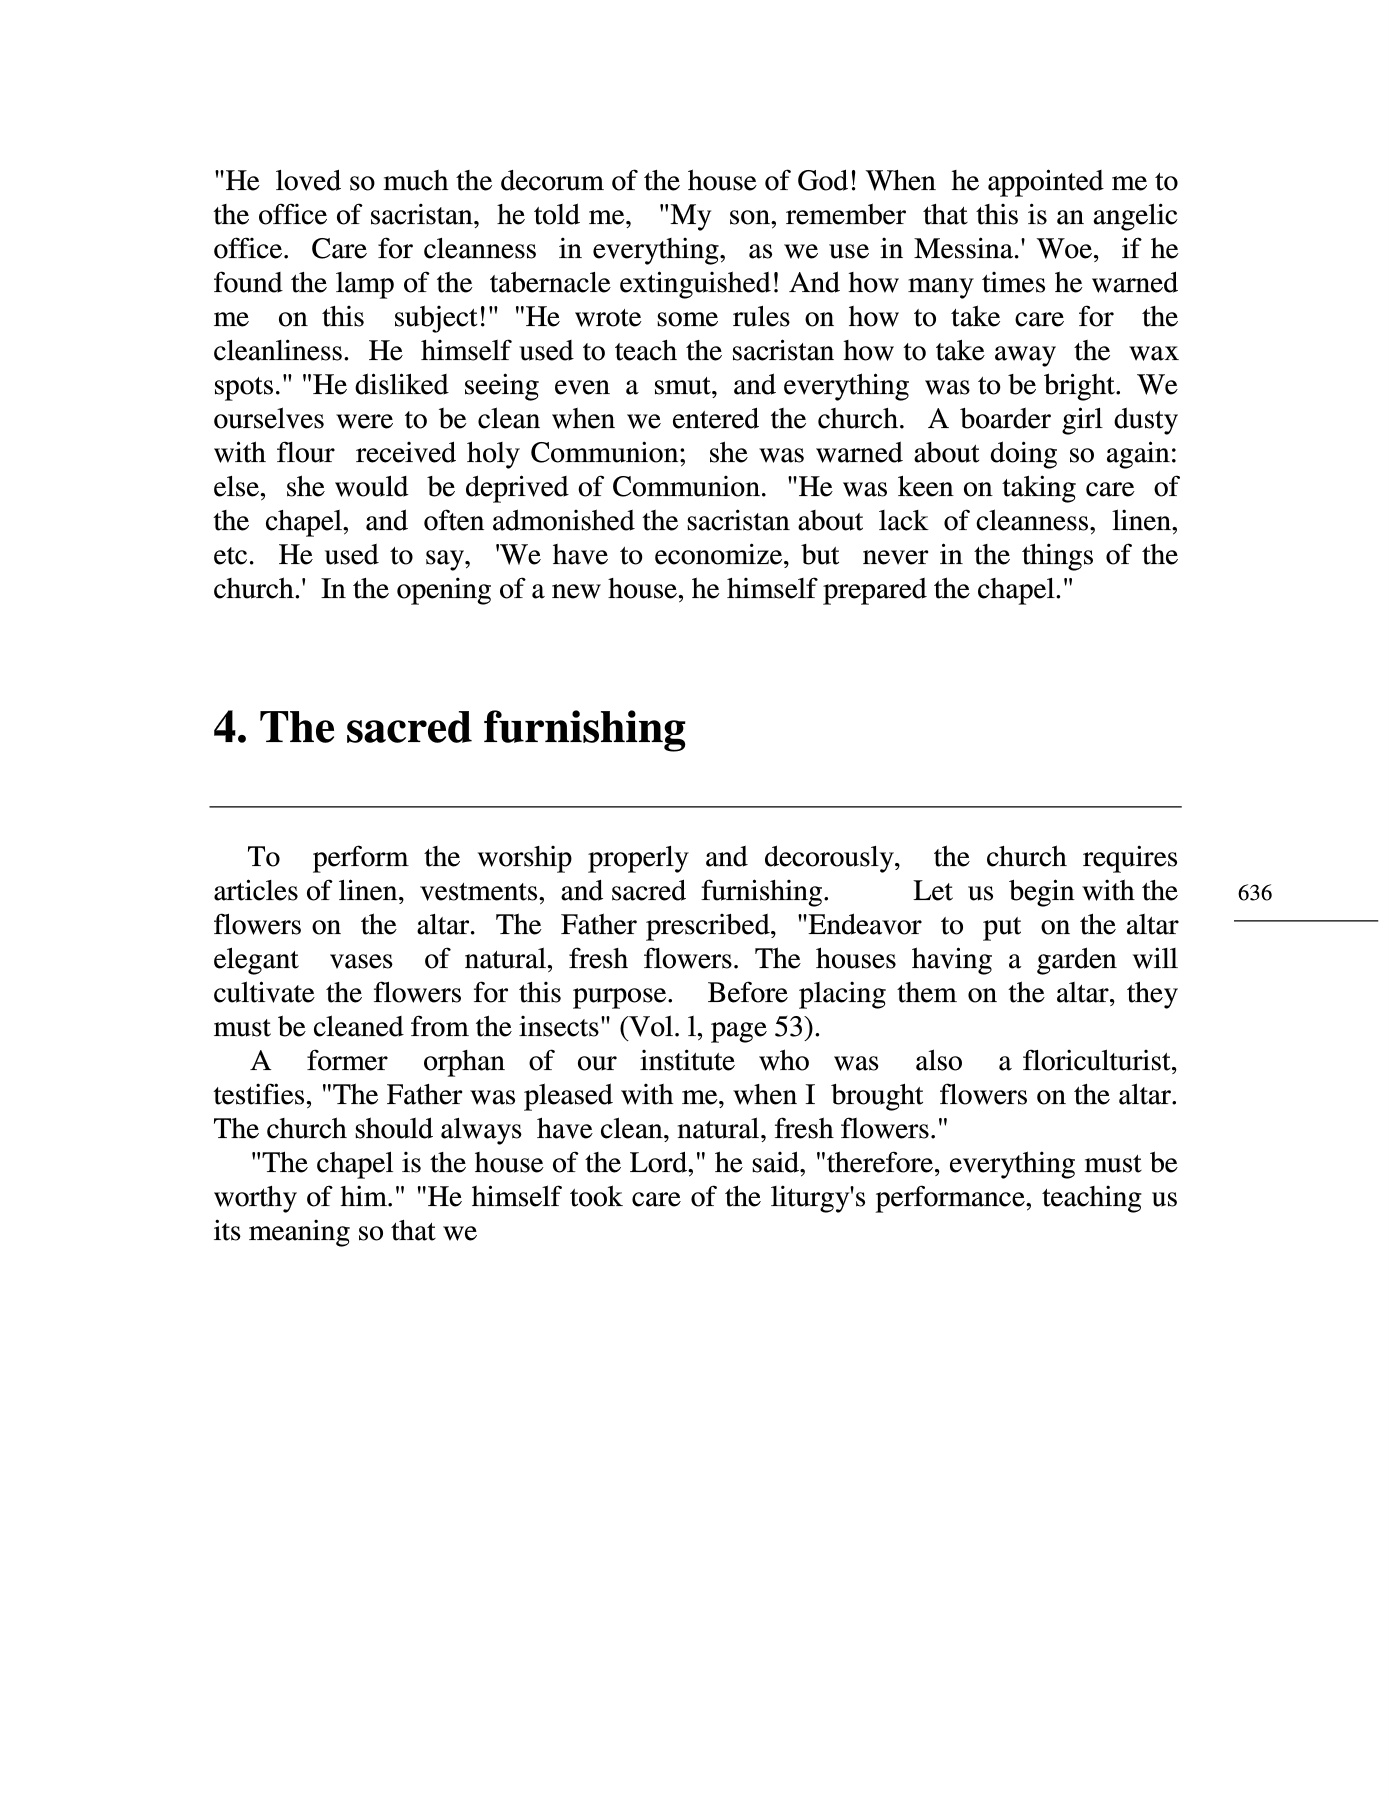 "He loved so much the decorum of the house of God! When he appointed me to
the office of sacristan, he told me, "My son, remember that this is an angelic
office. Care for cleanness in everything, as we use in Messina.' Woe, if he
found the lamp of the tabernacle extinguished! And how many times he warned
me on this subject!" "He wrote some rules on how to take care for the
cleanliness. He himself used to teach the sacristan how to take away the wax
spots." "He disliked seeing even a smut, and everything was to be bright. We
ourselves were to be clean when we entered the church. A boarder girl dusty
with flour received holy Communion; she was warned about doing so again:
else, she would be deprived of Communion. "He was keen on taking care of
the chapel, and often admonished the sacristan about lack of cleanness, linen,
etc. He used to say, 'We have to economize, but never in the things of the
church.' In the opening of a new house, he himself prepared the chapel."
4. The sacred furnishing
To perform the worship properly and decorously, the church requires
articles of linen, vestments, and sacred furnishing. Let us begin with the
flowers on the altar. The Father prescribed, "Endeavor to put on the altar
elegant vases of natural, fresh flowers. The houses having a garden will
cultivate the flowers for this purpose. Before placing them on the altar, they
must be cleaned from the insects" (Vol. l, page 53).
A former orphan of our institute who was also a floriculturist,
testifies, "The Father was pleased with me, when I brought flowers on the altar.
The church should always have clean, natural, fresh flowers."
"The chapel is the house of the Lord," he said, "therefore, everything must be
worthy of him." "He himself took care of the liturgy's performance, teaching us
its meaning so that we
636